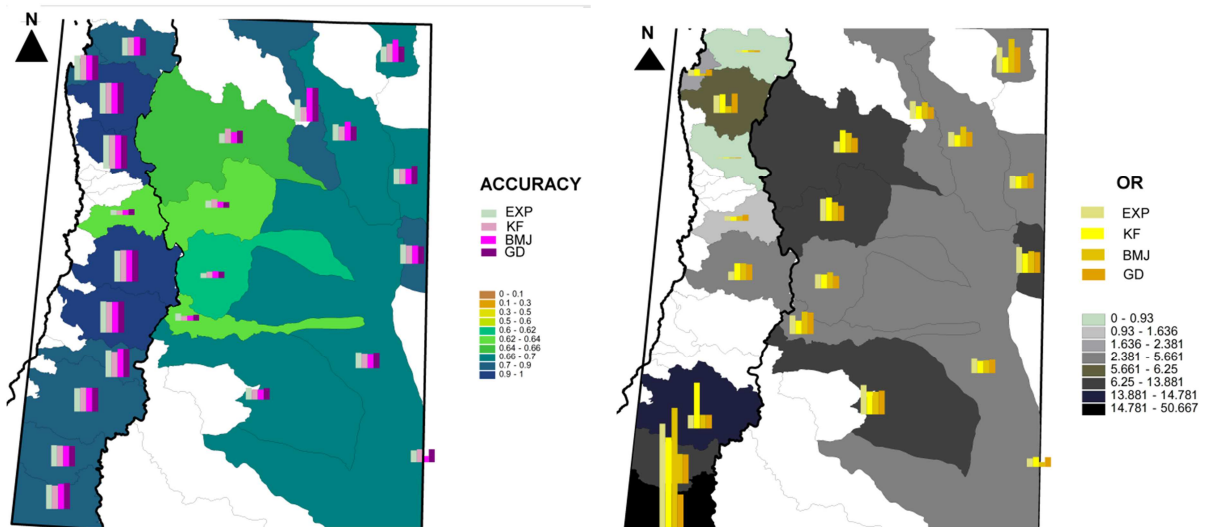 N
ACCURACY
EXP
KF
BMJ
GD
0 - 0.1
0.1 - 0.3
0.3 - 0.5
0.5 - 0.6
0.6 - 0.62
0.62 - 0.64
0.64 - 0.66
0.66 - 0.7
0.7 - 0.9
0.9 - 1
N
OR
EXP
KF
BMJ
GD
0 - 0.93
0.93 - 1.636
1.636 - 2.381
2.381 - 5.661
5.661 - 6.25
6.25 - 13.881
13.881 - 14.781
14.781 - 50.667